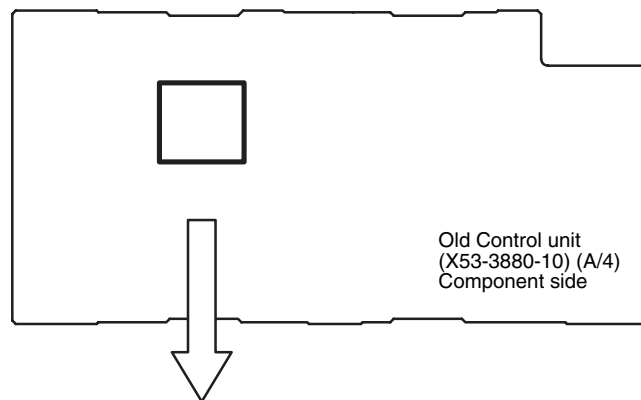 Old Control unit
(X53-3880-10) (A/4)
Component side